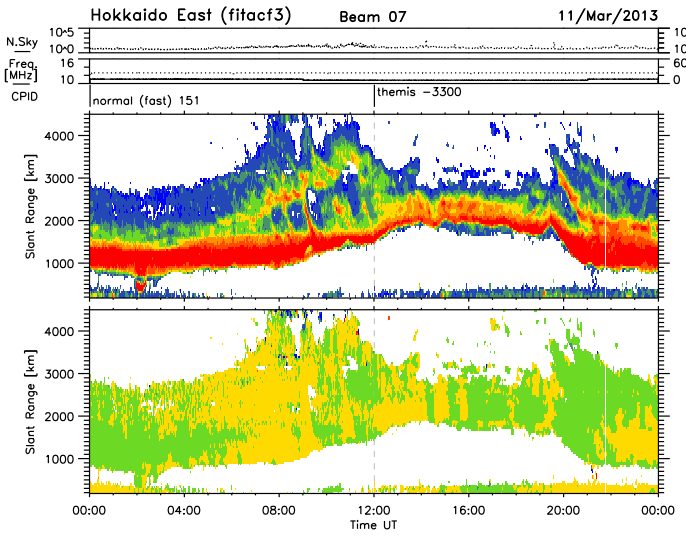 Hokkaido East (fitacf3) Beam 07 11/Mar/2013
N.Sky 10^5 10^0
Freq. [MHz] 16 10 60 0
CPID normal (fast) 151 themis -3300
Slant Range [km] 4000 3000 2000 1000
Slant Range [km] 4000 3000 2000 1000
00:00 04:00 08:00 12:00 16:00 20:00 00:00
Time UT